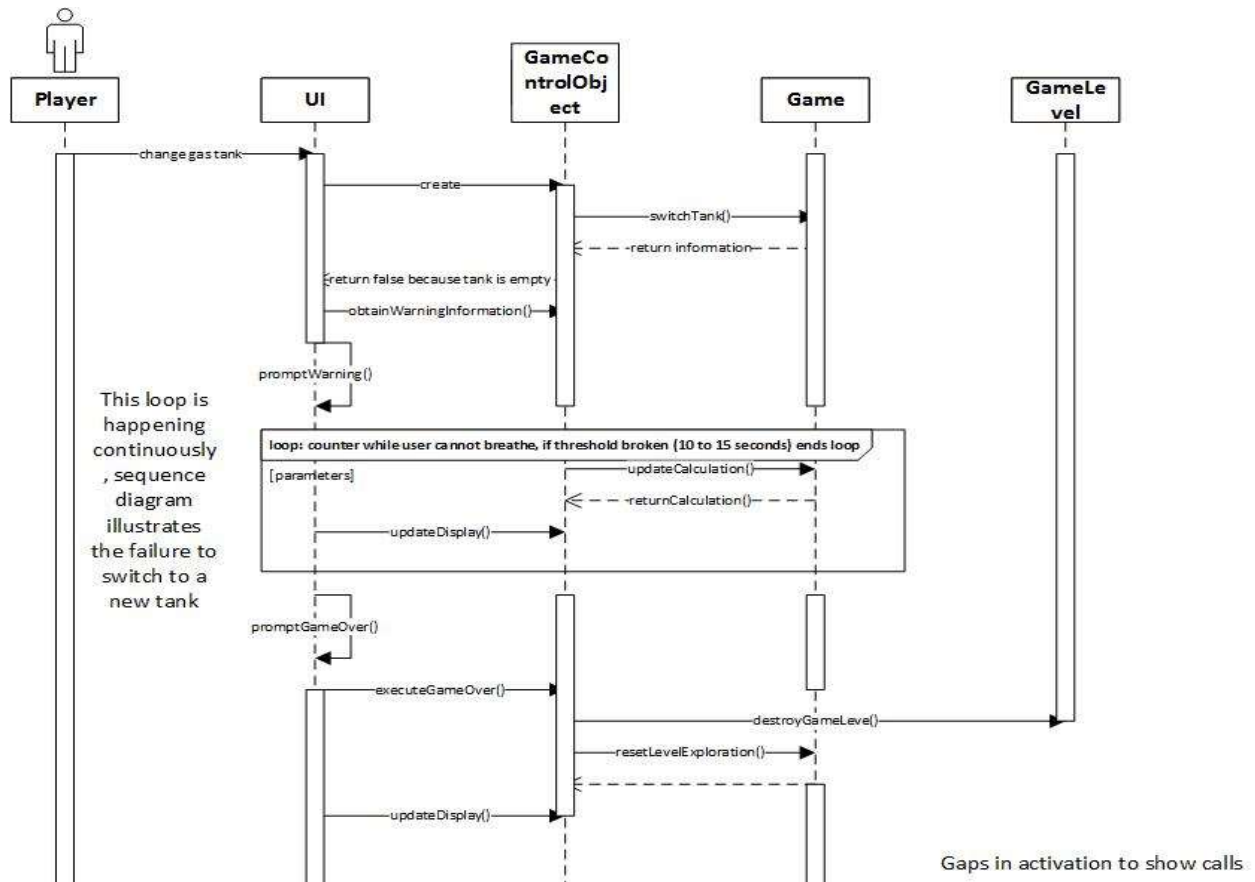 Player
UI
GameCo
ntrolObj
ect
Game
GameLe
vel
change gas tank
create
switchTank()
return information
return false because tank is empty
obtainWarningInformation()
promptWarning()
This loop is
happening
continuously
, sequence
diagram
illustrates
the failure to
switch to a
new tank
loop: counter while user cannot breathe, if threshold broken (10 to 15 seconds) ends loop
[parameters]
updateCalculation()
returnCalculation()
updateDisplay()
promptGameOver()
executeGameOver()
destroyGameLeve()
resetLevelExploration()
updateDisplay()
Gaps in activation to show calls